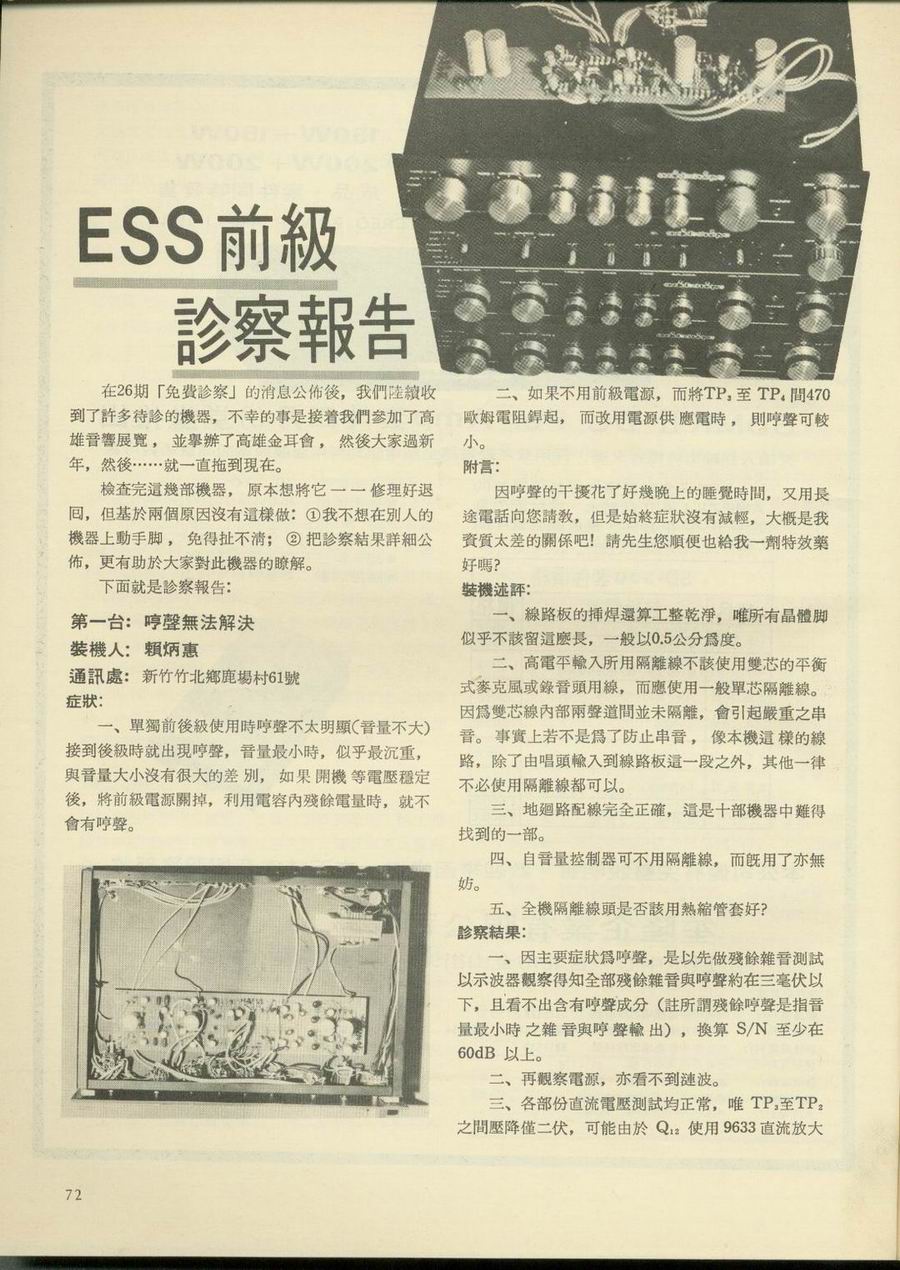 ESS前級
診察報告
在26期「免費診察」的消息公佈後，我們陸續收
到了許多待診的機器，不幸的事是接着我們參加了高
雄音響展覽，並擧辦了高雄金耳會，然後大家過新
年，然後……就一直拖到現在。
檢查完這幾部機器，原本想將它一一修理好退
囘，但基於兩個原因沒有這樣做：①我不想在別人的
機器上動手脚，免得扯不清；②把診察結果詳細公
佈，更有助於大家對此機器的瞭解。
下面就是診察報告：
第一台：哼聲無法解決
裝機人：賴炳惠
通訊處：新竹竹北鄉鹿場村61號
症狀：
一、單獨前後級使用時哼聲不太明顯(音量不大)
接到後級時就出現哼聲，音量最小時，似乎最沉重，
與音量大小沒有很大的差別，如果開機等電壓穩定
後，將前級電源關掉，利用電容內殘餘電量時，就不
會有哼聲。
二、如果不用前級電源，而將TP₃至 TP₄間470
歐姆電阻銲起，而改用電源供應電時，則哼聲可較
小。
附言：
因哼聲的干擾花了好幾晚上的睡覺時間，又用長
途電話向您請敎，但是始終症狀沒有減輕，大槪是我
資質太差的關係吧！請先生您順便也給我一劑特效藥
好嗎？
裝機述評：
一、線路板的挿焊還算工整乾淨，唯所有晶體脚
似乎不該留這麽長，一般以0.5公分爲度。
二、高電平輸入所用隔離線不該使用雙芯的平衡
式麥克風或錄音頭用線，而應使用一般單芯隔離線。
因爲雙芯線內部兩聲道間並未隔離，會引起嚴重之串
音。事實上若不是爲了防止串音，像本機這樣的線
路，除了由唱頭輸入到線路板這一段之外，其他一律
不必使用隔離線都可以。
三、地廻路配線完全正確，這是十部機器中難得
找到的一部。
四、自音量控制器可不用隔離線，而旣用了亦無
妨。
五、全機隔離線頭是否該用熱縮管套好？
診察結果：
一、因主要症狀爲哼聲，是以先做殘餘雜音測試
以示波器觀察得知全部殘餘雜音與哼聲約在三毫伏以
下，且看不出含有哼聲成分（註所謂殘餘哼聲是指音
量最小時之雜音與哼聲輸出），換算 S/N 至少在
60dB 以上。
二、再觀察電源，亦看不到漣波。
三、各部份直流電壓測試均正常，唯 TP₃至TP₂
之間壓降僅二伏，可能由於 Q₁₂ 使用 9633 直流放大
72